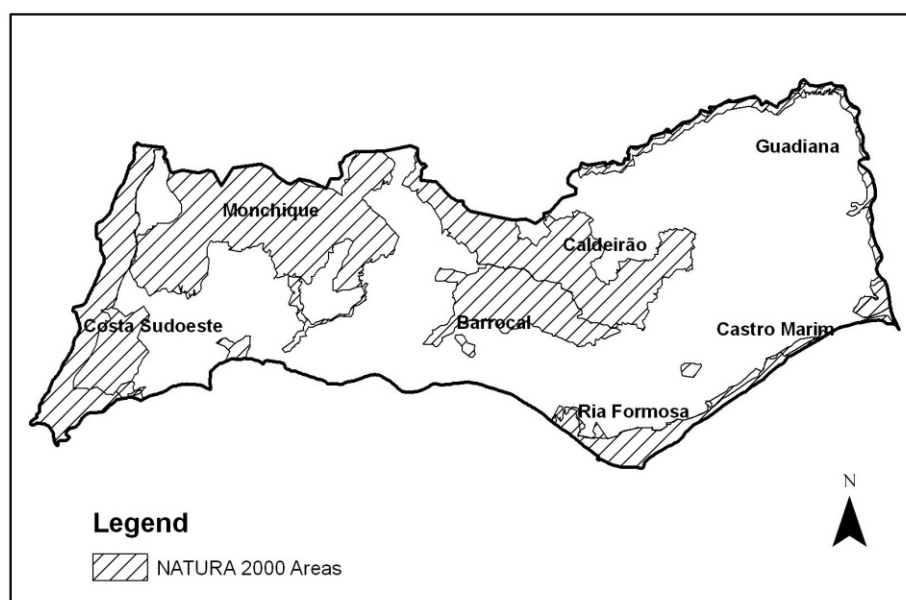 Guadiana
Monchique
Caldeirão
Costa Sudoeste
Barrocal
Castro Marim
Ria Formosa
N
Legend
NATURA 2000 Areas